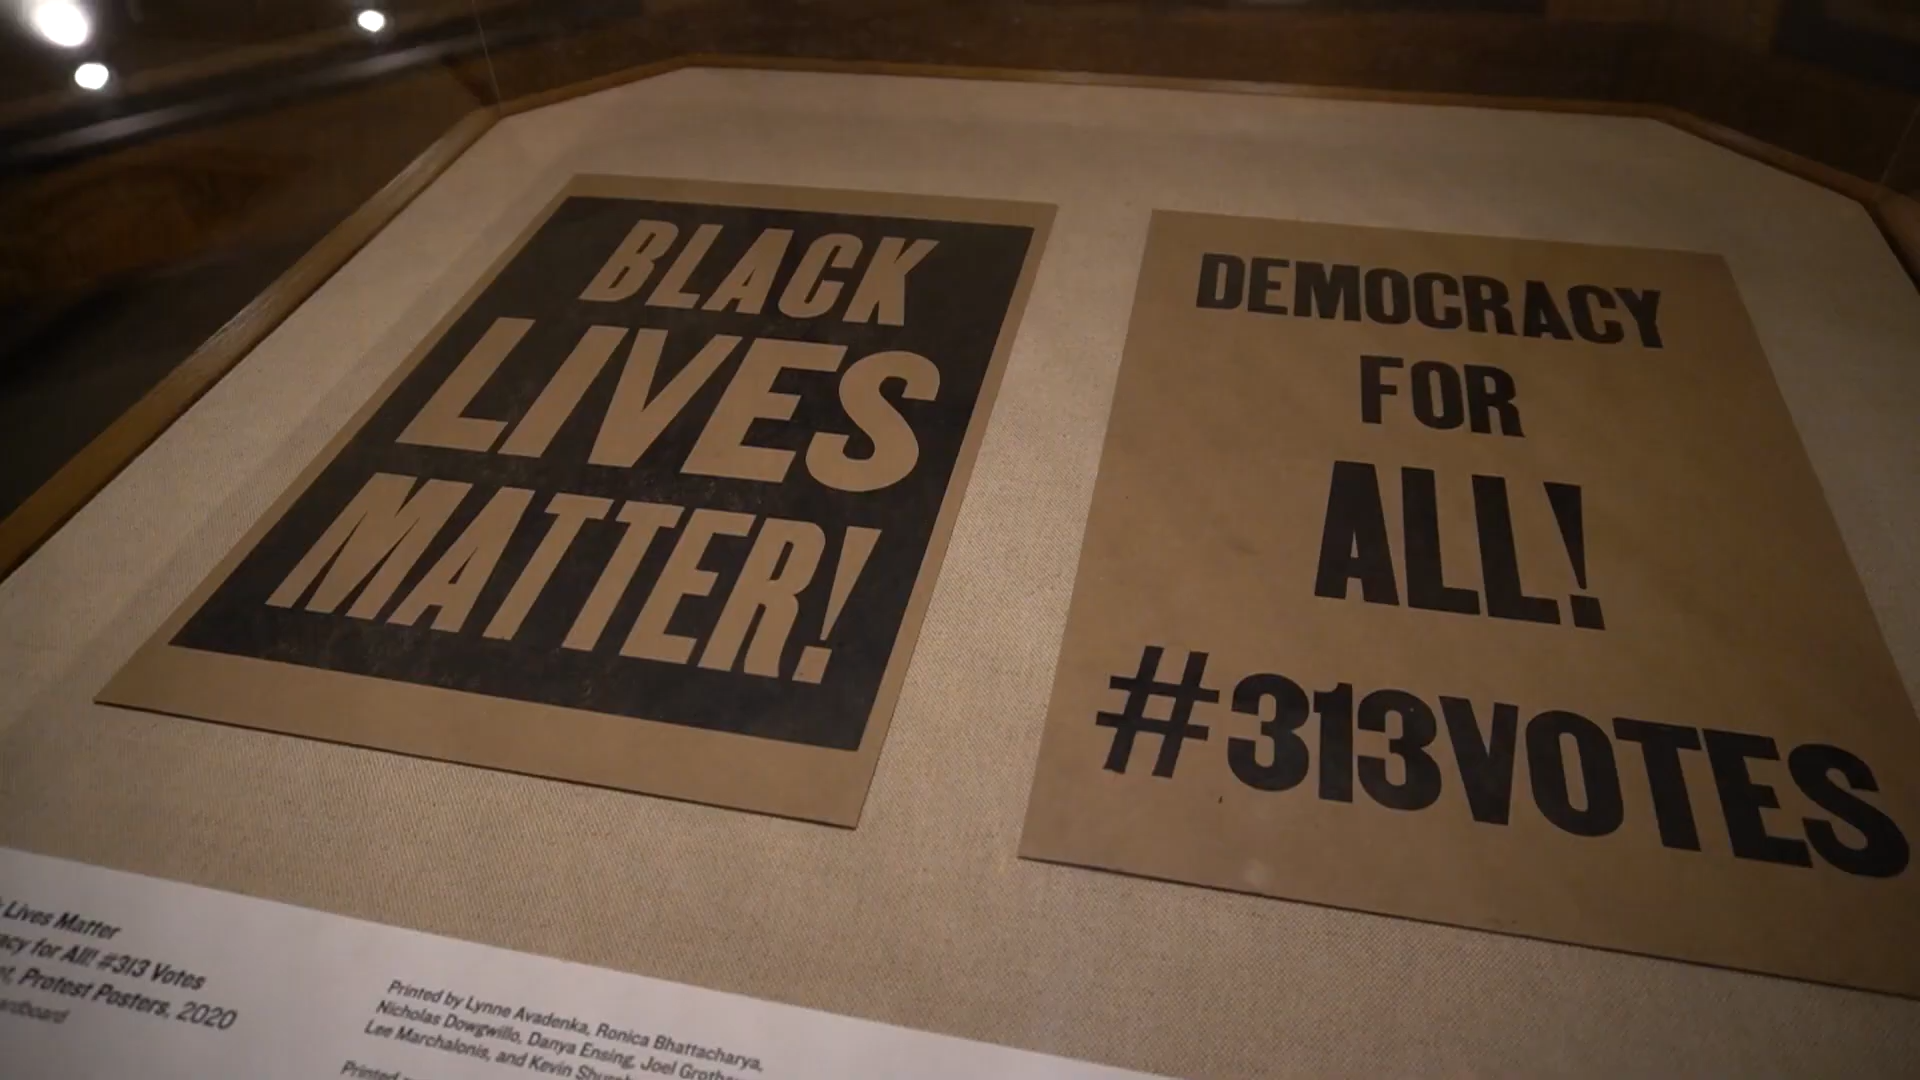 BLACK
LIVES
MATTER!
DEMOCRACY
FOR
ALL!
#313VOTES
Lives Matter
for All! #313 Votes
Protest Posters, 2020
Printed by Lynne Avadenka, Ronica Bhattacharya,
Nicholas Dowgwillo, Danya Ensing, Joel
Lee Marchalonis, and Kevin
Printed